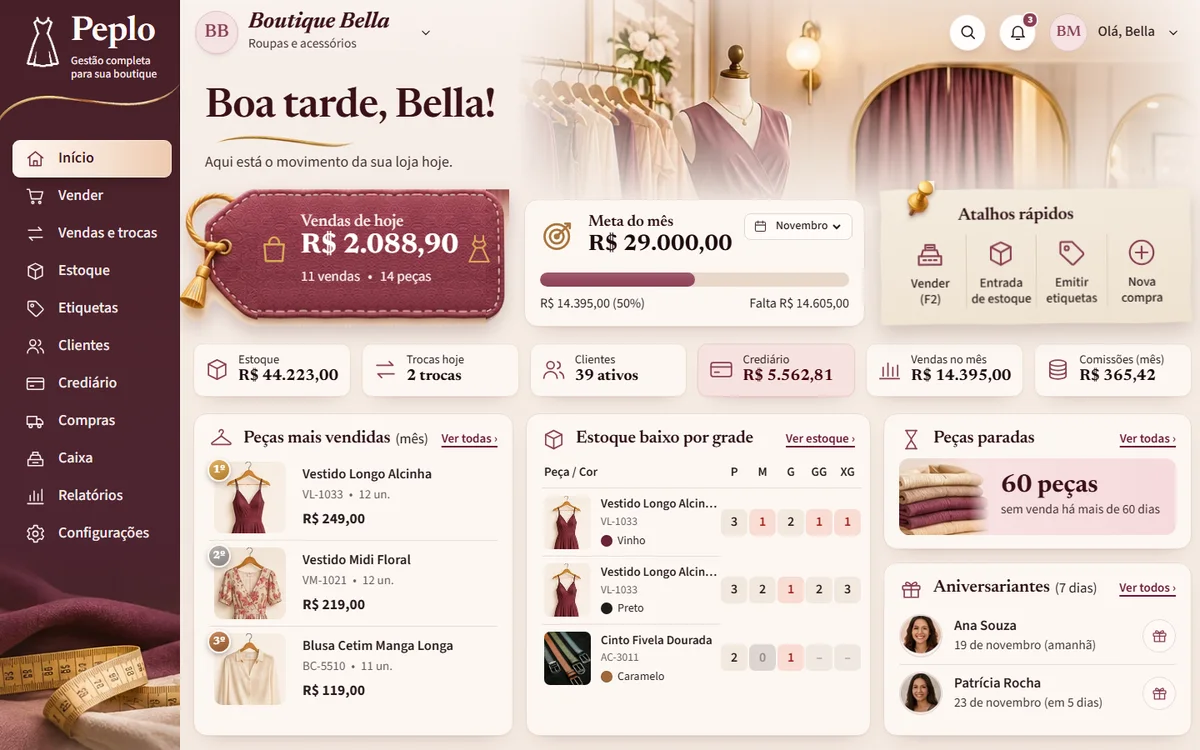 Peplo
Gestão completa
para sua boutique
Início
Vender
Vendas e trocas
Estoque
Etiquetas
Clientes
Crediário
Compras
Caixa
Relatórios
Configurações
BB
Boutique Bella
Roupas e acessórios
3
BM
Olá, Bella
Boa tarde, Bella!
Aqui está o movimento da sua loja hoje.
Vendas de hoje
R$ 2.088,90
11 vendas • 14 peças
Meta do mês
R$ 29.000,00
Novembro
R$ 14.395,00 (50%)
Falta R$ 14.605,00
Atalhos rápidos
Vender
(F2)
Entrada
de estoque
Emitir
etiquetas
Nova
compra
Estoque
R$ 44.223,00
Trocas hoje
2 trocas
Clientes
39 ativos
Crediário
R$ 5.562,81
Vendas no mês
R$ 14.395,00
Comissões (mês)
R$ 365,42
Peças mais vendidas (mês)
Ver todas ›
1º
Vestido Longo Alcinha
VL-1033 • 12 un.
R$ 249,00
2º
Vestido Midi Floral
VM-1021 • 12 un.
R$ 219,00
3º
Blusa Cetim Manga Longa
BC-5510 • 11 un.
R$ 119,00
Estoque baixo por grade
Ver estoque ›
Peça / Cor P M G GG XG
Vestido Longo Alcin...
VL-1033
Vinho
3 1 2 1 1
Vestido Longo Alcin...
VL-1033
Preto
3 2 1 2 3
Cinto Fivela Dourada
AC-3011
Caramelo
2 0 1 – –
Peças paradas
Ver todas ›
60 peças
sem venda há mais de 60 dias
Aniversariantes (7 dias)
Ver todos ›
Ana Souza
19 de novembro (amanhã)
Patrícia Rocha
23 de novembro (em 5 dias)